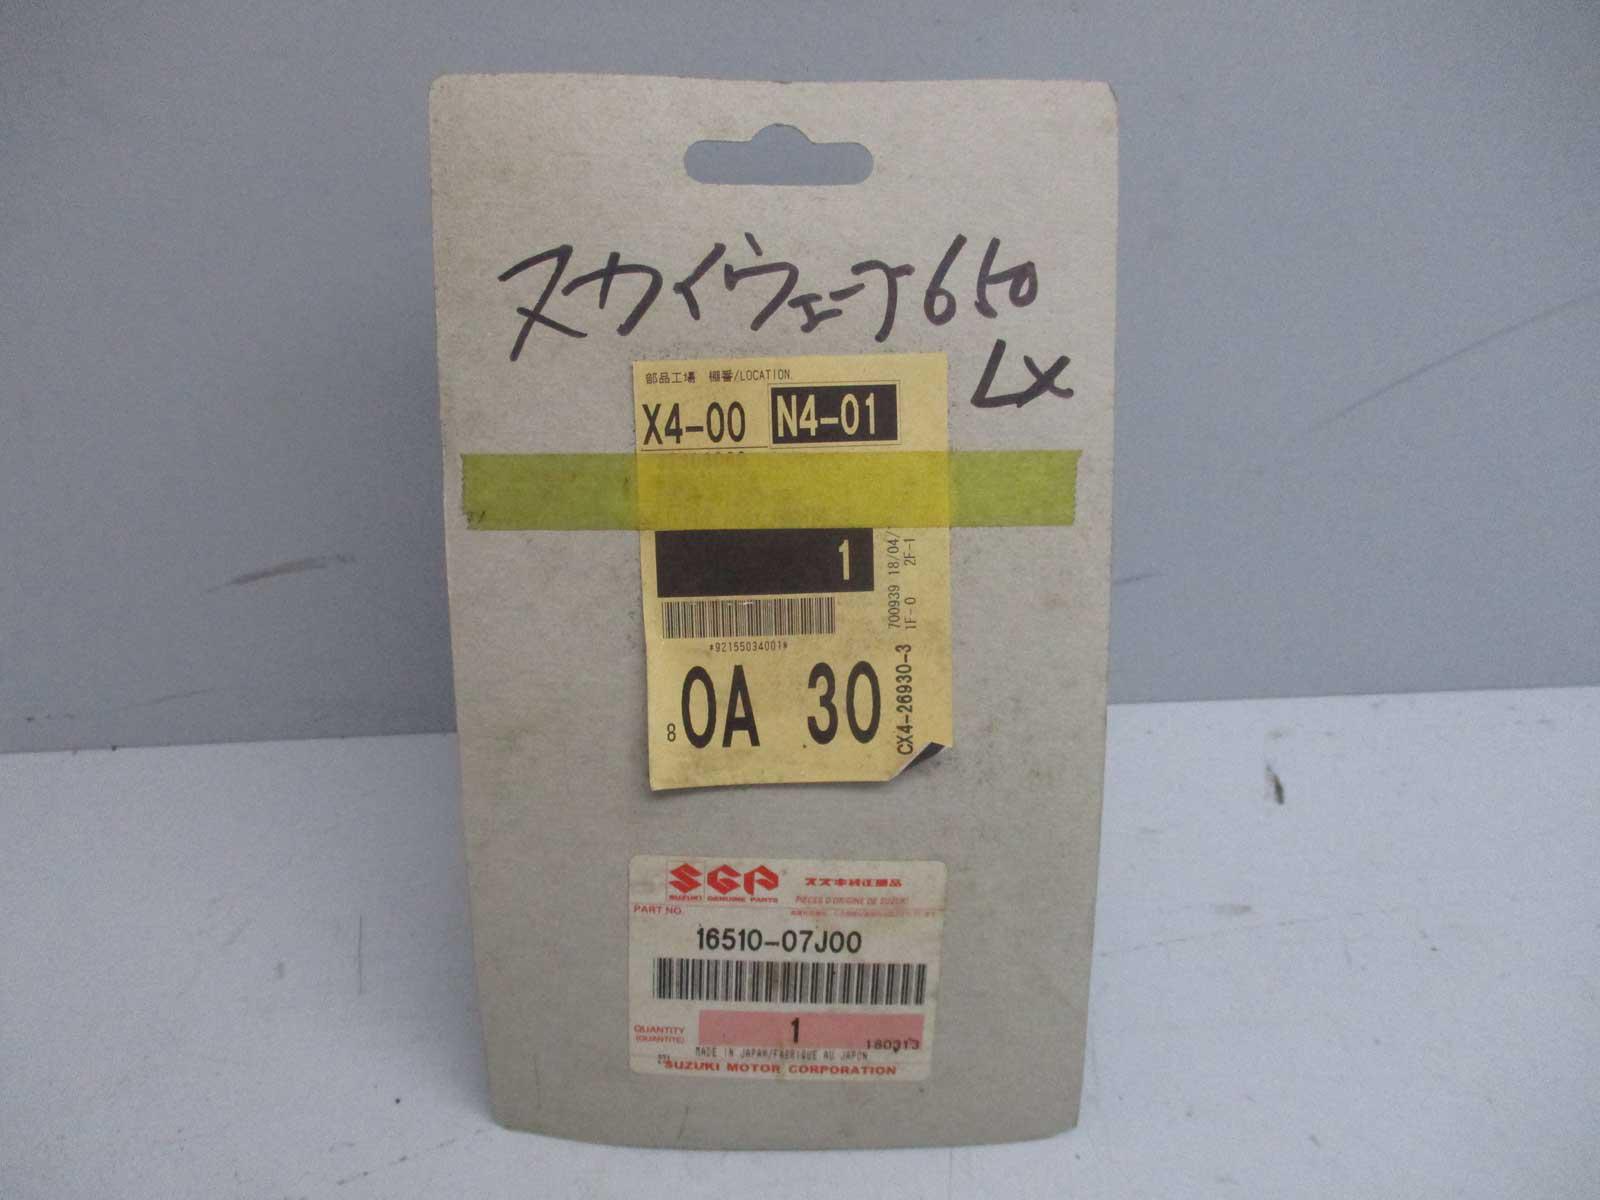 スカイウェーブ650
LX
部品工場 棚番/LOCATION.
X4-00 N4-01
1
*92155034001*
8 0A 30
CX4-26930-3
700939 18/04/
1F-0 2F-1
SGP スズキ純正部品
SUZUKI GENUINE PARTS PIECES D'ORIGINE DE SUZUKI
PART NO.
16510-07J00
QUANTITY
(QUANTITE)
1
180313
MADE IN JAPAN/FABRIQUE AU JAPON
SUZUKI MOTOR CORPORATION